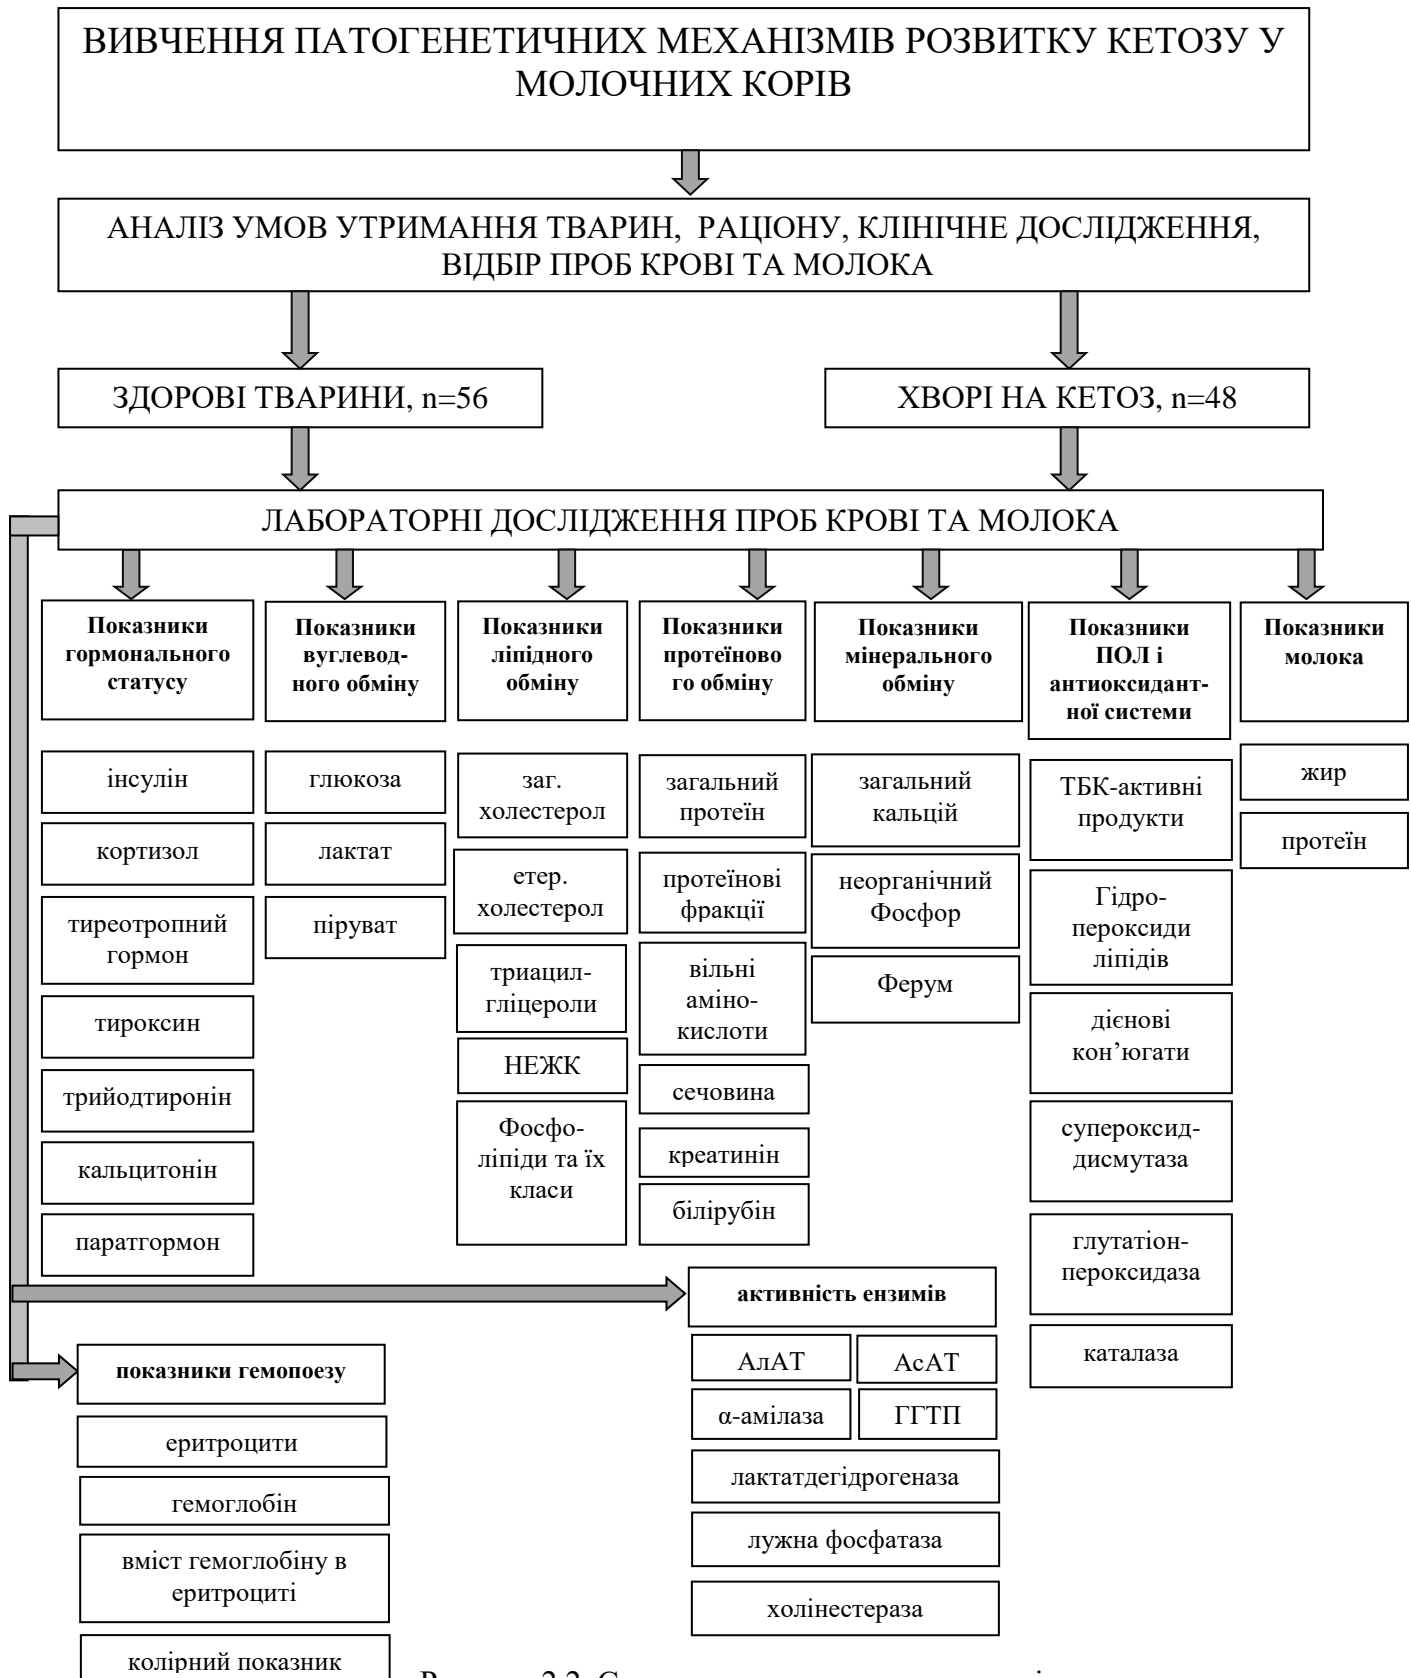 ВИВЧЕННЯ ПАТОГЕНЕТИЧНИХ МЕХАНІЗМІВ РОЗВИТКУ КЕТОЗУ У
МОЛОЧНИХ КОРІВ
АНАЛІЗ УМОВ УТРИМАННЯ ТВАРИН, РАЦІОНУ, КЛІНІЧНЕ ДОСЛІДЖЕННЯ,
ВІДБІР ПРОБ КРОВІ ТА МОЛОКА
ЗДОРОВІ ТВАРИНИ, n=56
ХВОРІ НА КЕТОЗ, n=48
ЛАБОРАТОРНІ ДОСЛІДЖЕННЯ ПРОБ КРОВІ ТА МОЛОКА
Показники
гормонального
статусу
інсулін
кортизол
тиреотропний
гормон
тироксин
трийодтиронін
кальцитонін
паратгормон
Показники
вуглевод-
ного обміну
глюкоза
лактат
піруват
Показники
ліпідного
обміну
заг.
холестерол
етер.
холестерол
триацил-
гліцероли
НЕЖК
Фосфо-
ліпіди та їх
класи
Показники
протеїново
го обміну
загальний
протеїн
протеїнові
фракції
вільні
аміно-
кислоти
сечовина
креатинін
білірубін
Показники
мінерального
обміну
загальний
кальцій
неорганічний
Фосфор
Ферум
Показники
ПОЛ і
антиоксидант-
ної системи
ТБК-активні
продукти
Гідро-
пероксиди
ліпідів
дієнові
кон’югати
супероксид-
дисмутаза
глутатіон-
пероксидаза
каталаза
Показники
молока
жир
протеїн
активність ензимів
АлАТ
АсАТ
α-амілаза
ГГТП
лактатдегідрогеназа
лужна фосфатаза
холінестераза
показники гемопоезу
еритроцити
гемоглобін
вміст гемоглобіну в
еритроциті
колірний показник